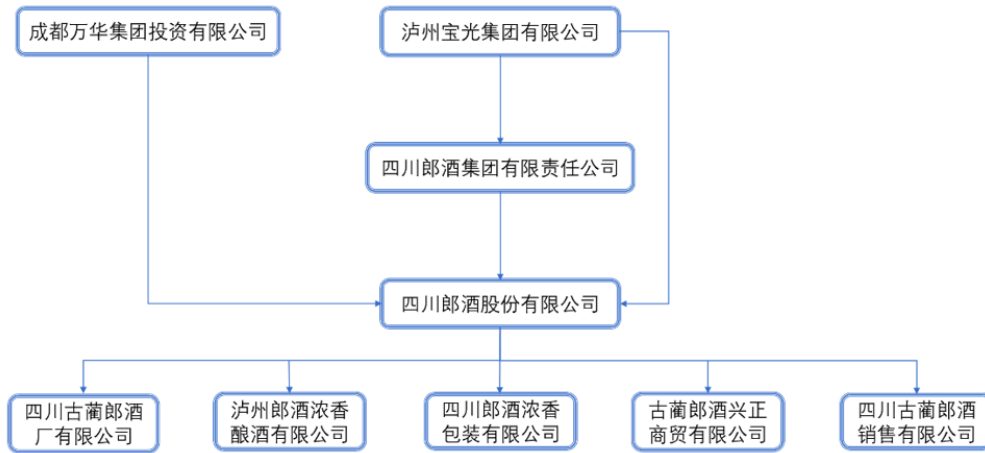 成都万华集团投资有限公司
泸州宝光集团有限公司
四川郎酒集团有限责任公司
四川郎酒股份有限公司
四川古蔺郎酒
厂有限公司
泸州郎酒浓香
酿酒有限公司
四川郎酒浓香
包装有限公司
古蔺郎酒兴正
商贸有限公司
四川古蔺郎酒
销售有限公司